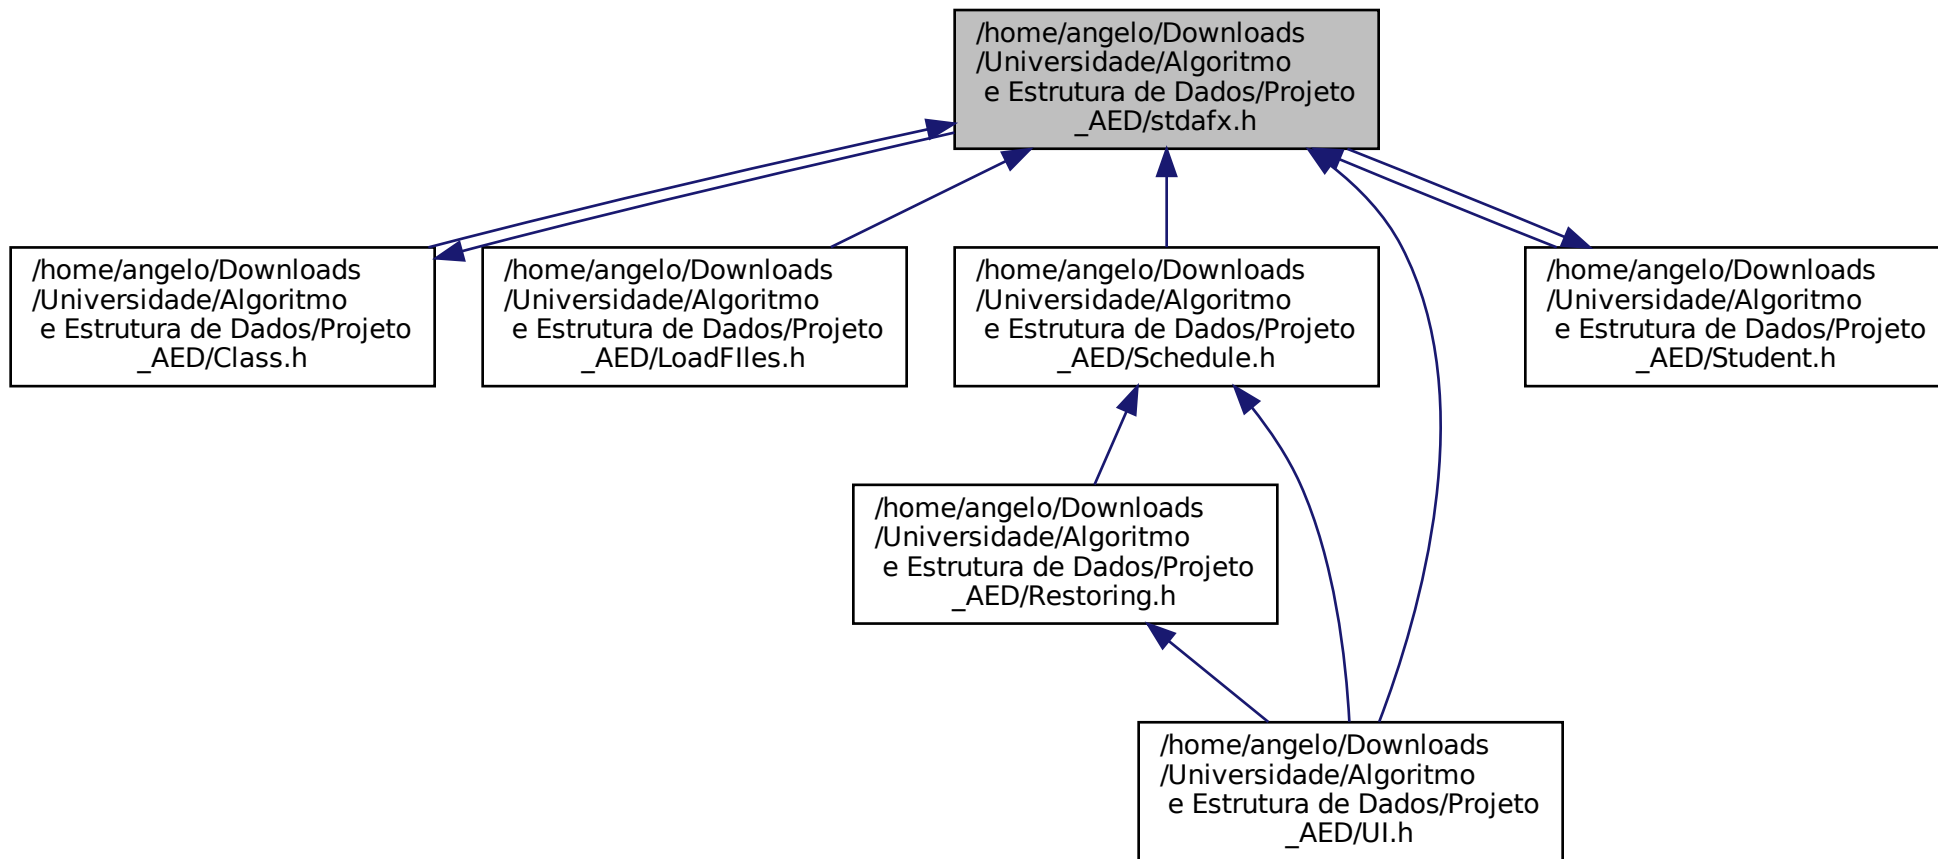 /home/angelo/Downloads
/Universidade/Algoritmo
e Estrutura de Dados/Projeto
_AED/stdafx.h
/home/angelo/Downloads
/Universidade/Algoritmo
e Estrutura de Dados/Projeto
_AED/Class.h
/home/angelo/Downloads
/Universidade/Algoritmo
e Estrutura de Dados/Projeto
_AED/LoadFIles.h
/home/angelo/Downloads
/Universidade/Algoritmo
e Estrutura de Dados/Projeto
_AED/Schedule.h
/home/angelo/Downloads
/Universidade/Algoritmo
e Estrutura de Dados/Projeto
_AED/Student.h
/home/angelo/Downloads
/Universidade/Algoritmo
e Estrutura de Dados/Projeto
_AED/Restoring.h
/home/angelo/Downloads
/Universidade/Algoritmo
e Estrutura de Dados/Projeto
_AED/UI.h